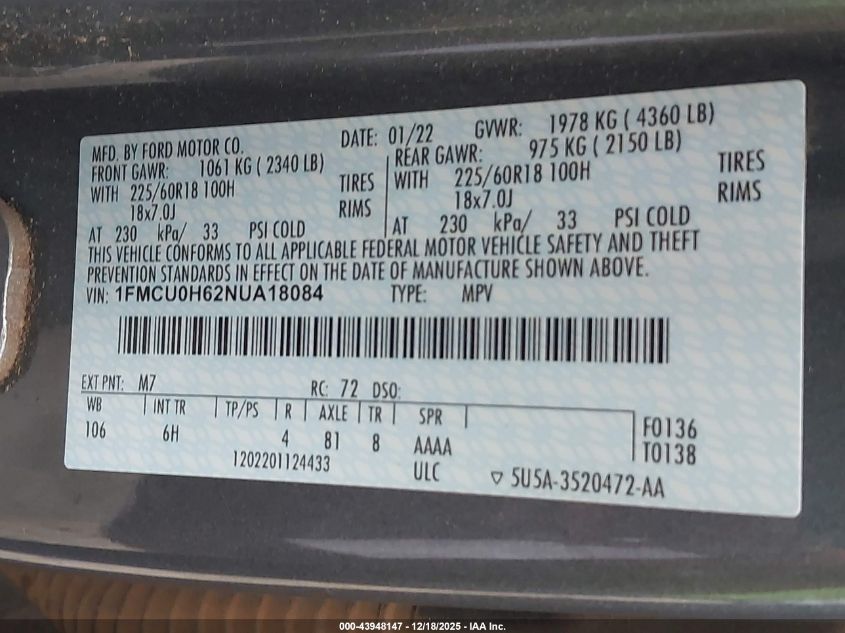 MFD. BY FORD MOTOR CO. DATE: 01/22 GVWR: 1978 KG ( 4360 LB)
FRONT GAWR: 1061 KG ( 2340 LB) REAR GAWR: 975 KG ( 2150 LB)
WITH 225/60R18 100H TIRES WITH 225/60R18 100H TIRES
18x7.0J RIMS 18x7.0J RIMS
AT 230 kPa/ 33 PSI COLD AT 230 kPa/ 33 PSI COLD
THIS VEHICLE CONFORMS TO ALL APPLICABLE FEDERAL MOTOR VEHICLE SAFETY AND THEFT
PREVENTION STANDARDS IN EFFECT ON THE DATE OF MANUFACTURE SHOWN ABOVE.
VIN: 1FMCU0H62NUA18084 TYPE: MPV
EXT PNT: M7 RC: 72 DSO:
WB INT TR TP/PS R AXLE TR SPR F0136
106 6H 4 81 8 AAAA T0138
1202201124433 ULC ▽ 5U5A-3520472-AA
000-43948147 - 12/18/2025 - IAA Inc.